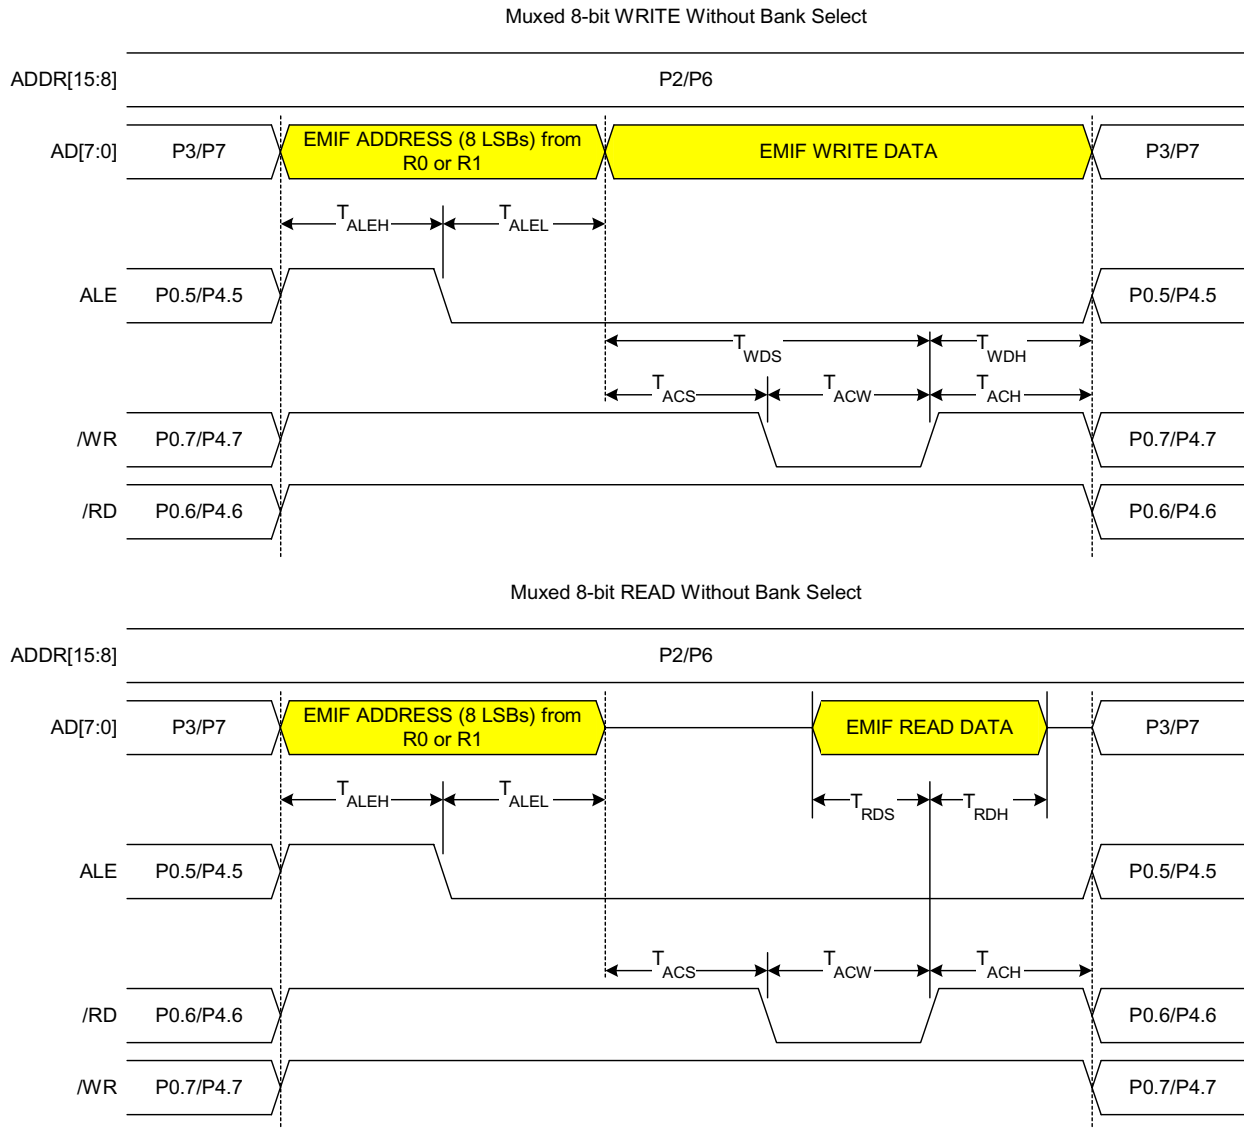 Muxed 8-bit WRITE Without Bank Select
ADDR[15:8] P2/P6
AD[7:0] P3/P7 EMIF ADDRESS (8 LSBs) from R0 or R1 EMIF WRITE DATA P3/P7
TALEH TALEL
ALE P0.5/P4.5 P0.5/P4.5
TWDS TWDH
TACS TACW TACH
/WR P0.7/P4.7 P0.7/P4.7
/RD P0.6/P4.6 P0.6/P4.6
Muxed 8-bit READ Without Bank Select
ADDR[15:8] P2/P6
AD[7:0] P3/P7 EMIF ADDRESS (8 LSBs) from R0 or R1 EMIF READ DATA P3/P7
TALEH TALEL TRDS TRDH
ALE P0.5/P4.5 P0.5/P4.5
TACS TACW TACH
/RD P0.6/P4.6 P0.6/P4.6
/WR P0.7/P4.7 P0.7/P4.7